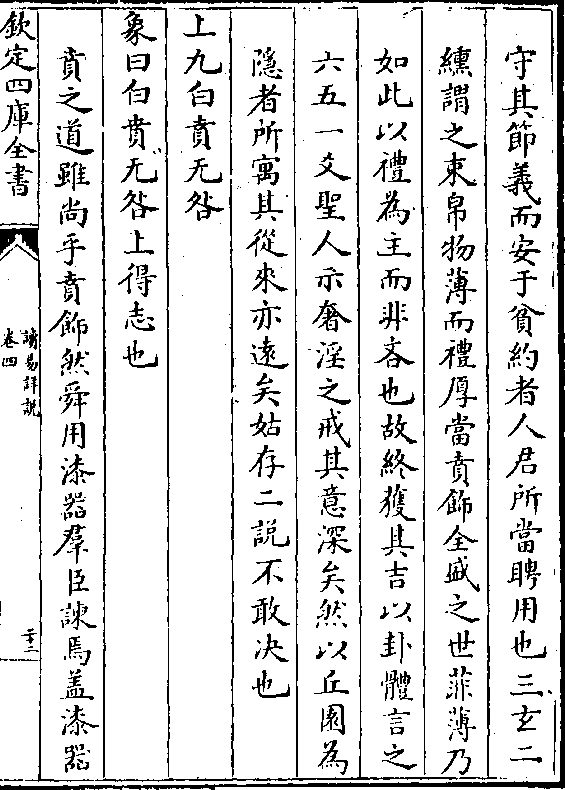 守其節義而安于貧約者人君所當聘用也三玄二
纁謂之束帛物薄而禮厚當賁飾全盛之世菲薄乃
如此以禮為主而非吝也故終獲其吉以卦體言之
六五一爻聖人示奢淫之戒其意深矣然以丘園為
隱者所寓其從來亦遠矣姑存二說不敢決也
上九白賁无咎
象曰白賁无咎上得志也
賁之道雖尚乎賁飾然舜用漆器羣臣諫焉盖漆器
欽定四庫全書
讀易詳說
卷四
二十二